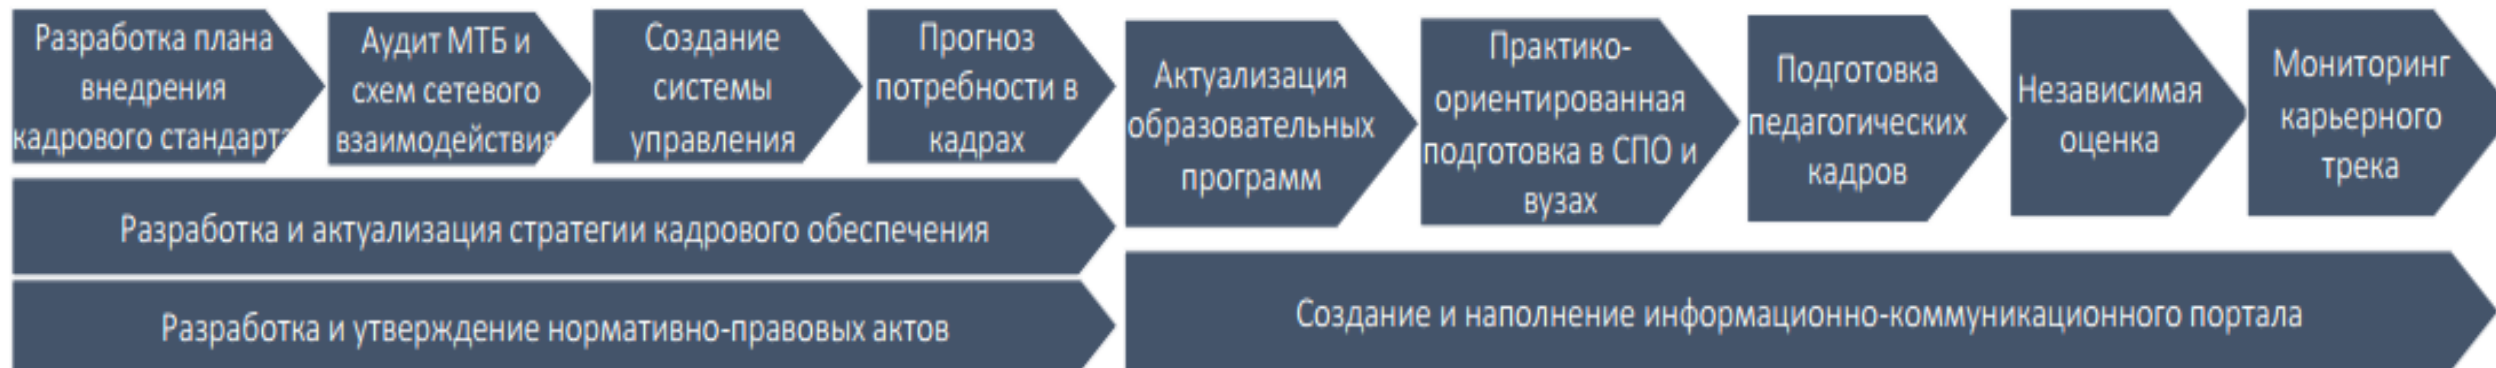 Разработка плана
внедрения
кадрового стандарта
Аудит МТБ и
схем сетевого
взаимодействия
Создание
системы
управления
Прогноз
потребности в
кадрах
Актуализация
образовательных
программ
Практико-
ориентированная
подготовка в СПО и
вузах
Подготовка
педагогических
кадров
Независимая
оценка
Мониторинг
карьерного
трека
Разработка и актуализация стратегии кадрового обеспечения
Разработка и утверждение нормативно-правовых актов
Создание и наполнение информационно-коммуникационного портала